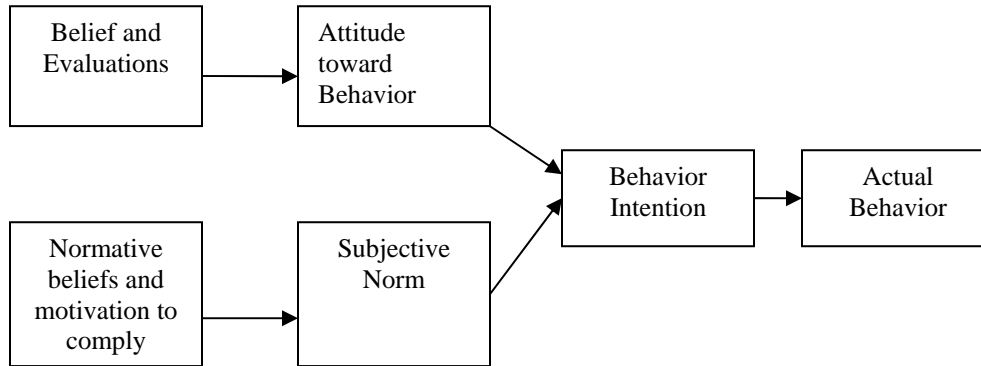 Belief and
Evaluations
Attitude
toward
Behavior
Behavior
Intention
Actual
Behavior
Normative
beliefs and
motivation to
comply
Subjective
Norm